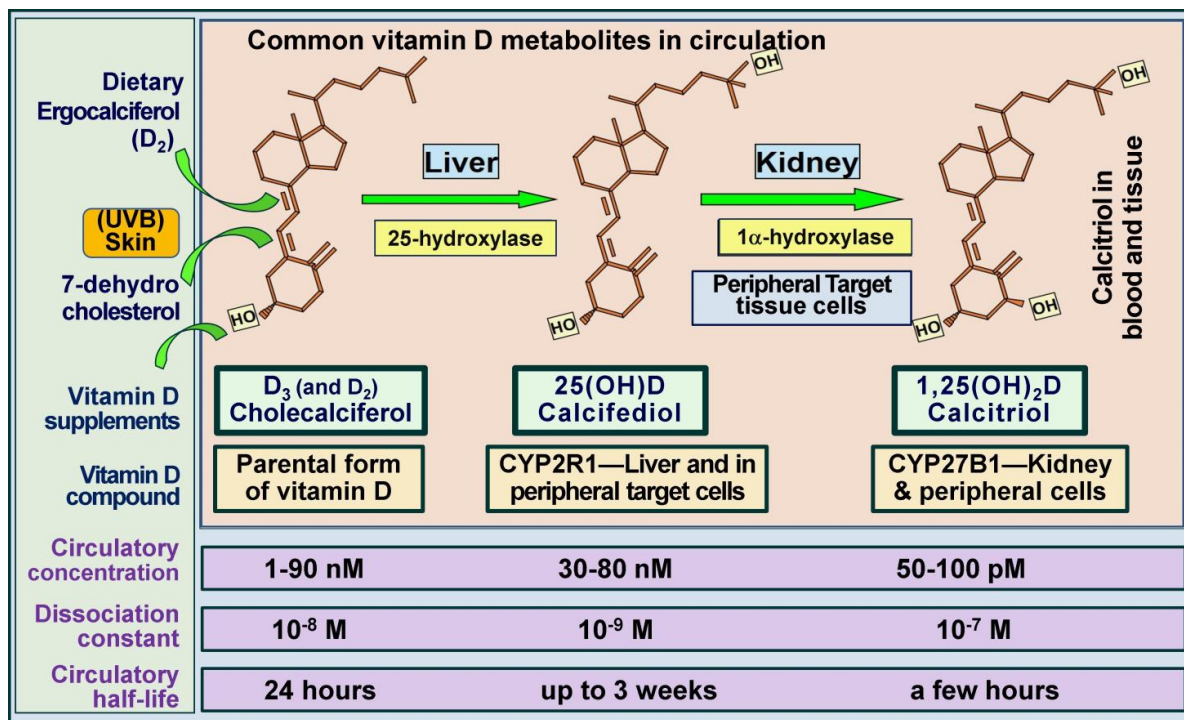 Common vitamin D metabolites in circulation
Dietary
Ergocalciferol
(D₂)
(UVB)
Skin
7-dehydro
cholesterol
HO
Liver
25-hydroxylase
OH
HO
Kidney
1α-hydroxylase
Peripheral Target
tissue cells
OH
OH
HO
Calcitriol in
blood and tissue
Vitamin D
supplements
D₃ (and D₂)
Cholecalciferol
25(OH)D
Calcifediol
1,25(OH)₂D
Calcitriol
Vitamin D
compound
Parental form
of vitamin D
CYP2R1—Liver and in
peripheral target cells
CYP27B1—Kidney
& peripheral cells
Circulatory
concentration
1-90 nM
30-80 nM
50-100 pM
Dissociation
constant
10⁻⁸ M
10⁻⁹ M
10⁻⁷ M
Circulatory
half-life
24 hours
up to 3 weeks
a few hours